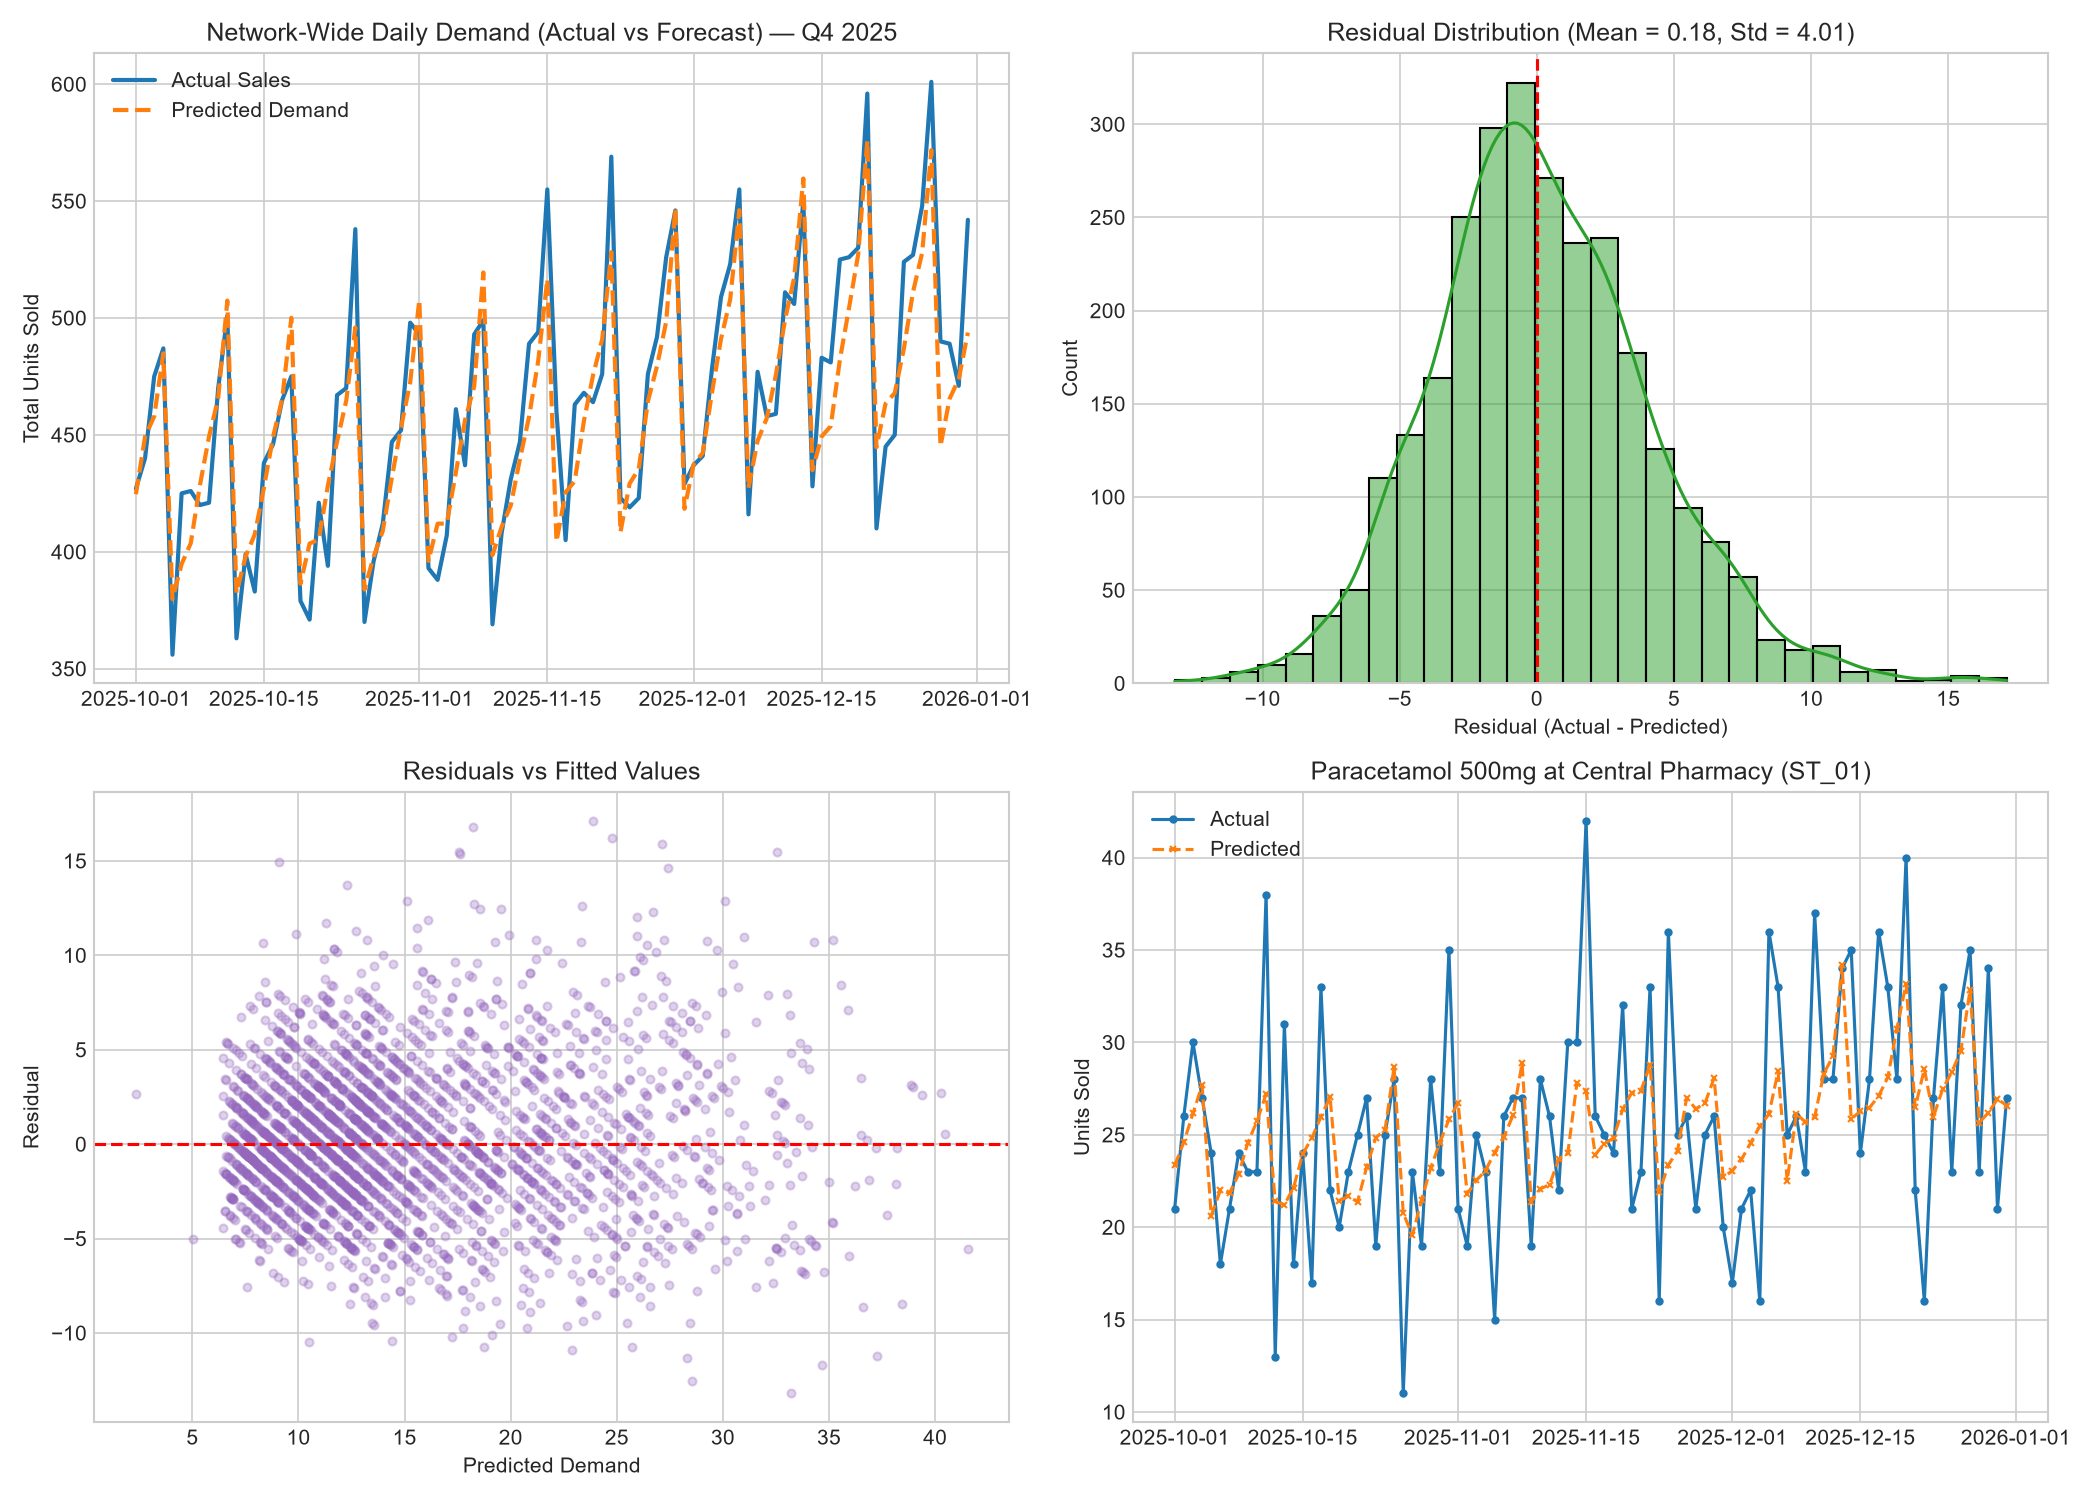 Network-Wide Daily Demand (Actual vs Forecast) — Q4 2025
Actual Sales
Predicted Demand
Total Units Sold
600
550
500
450
400
350
2025-10-01 2025-10-15 2025-11-01 2025-11-15 2025-12-01 2025-12-15 2026-01-01
Residual Distribution (Mean = 0.18, Std = 4.01)
Count
300
250
200
150
100
50
0
−10 −5 0 5 10 15
Residual (Actual - Predicted)
Residuals vs Fitted Values
Residual
15
10
5
0
−5
−10
5 10 15 20 25 30 35 40
Predicted Demand
Paracetamol 500mg at Central Pharmacy (ST_01)
Actual
Predicted
Units Sold
40
35
30
25
20
15
10
2025-10-01 2025-10-15 2025-11-01 2025-11-15 2025-12-01 2025-12-15 2026-01-01